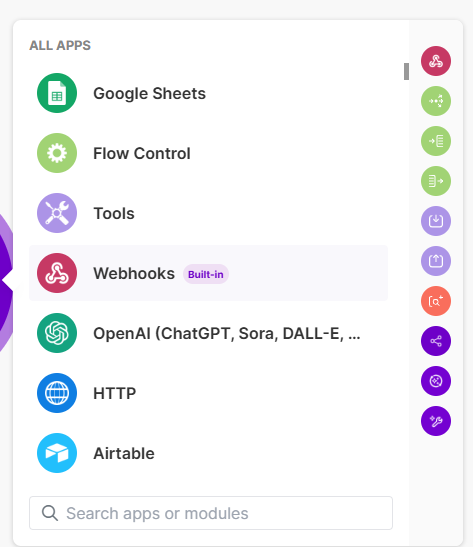 ALL APPS
Google Sheets
Flow Control
Tools
Webhooks Built-in
OpenAI (ChatGPT, Sora, DALL-E, ...
HTTP
Airtable
Search apps or modules